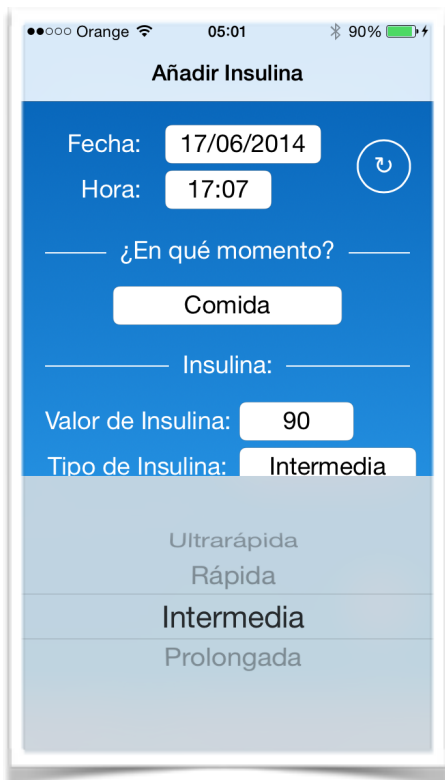 Orange 05:01 90%
Añadir Insulina
Fecha: 17/06/2014
Hora: 17:07
¿En qué momento?
Comida
Insulina:
Valor de Insulina: 90
Tipo de Insulina: Intermedia
Ultrarápida
Rápida
Intermedia
Prolongada